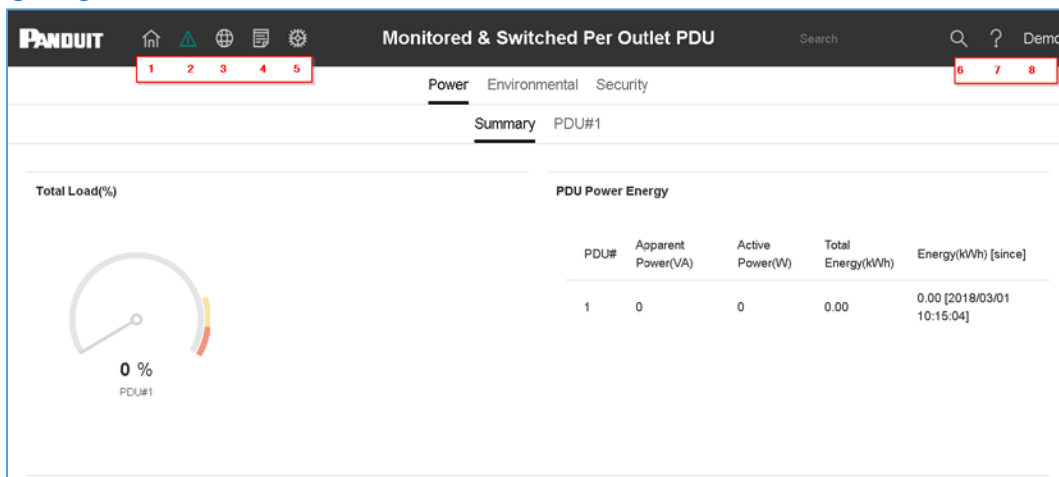 PANDUIT Monitored & Switched Per Outlet PDU Search ? Demo
1 2 3 4 5 6 7 8
Power Environmental Security
Summary PDU#1
Total Load(%)
0 %
PDU#1
PDU Power Energy
PDU# Apparent Power(VA) Active Power(W) Total Energy(kWh) Energy(kWh) [since]
1 0 0 0.00 0.00 [2018/03/01 10:15:04]